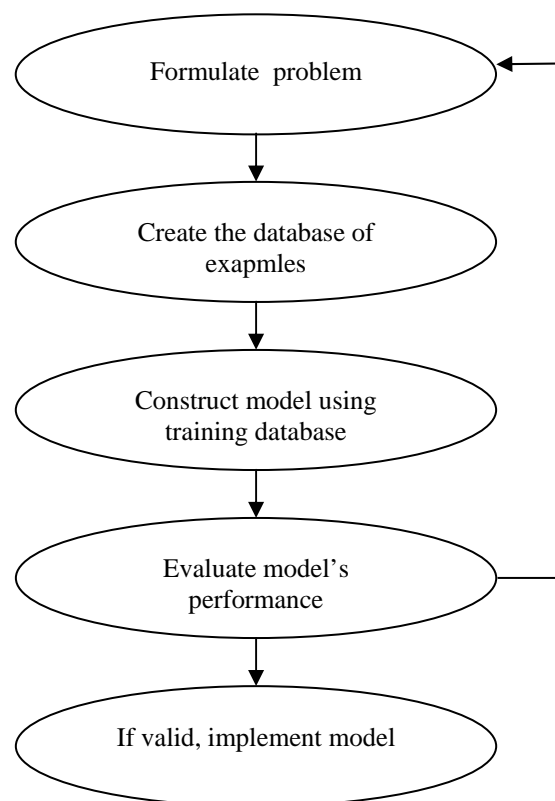 Formulate problem
Create the database of
exapmles
Construct model using
training database
Evaluate model’s
performance
If valid, implement model